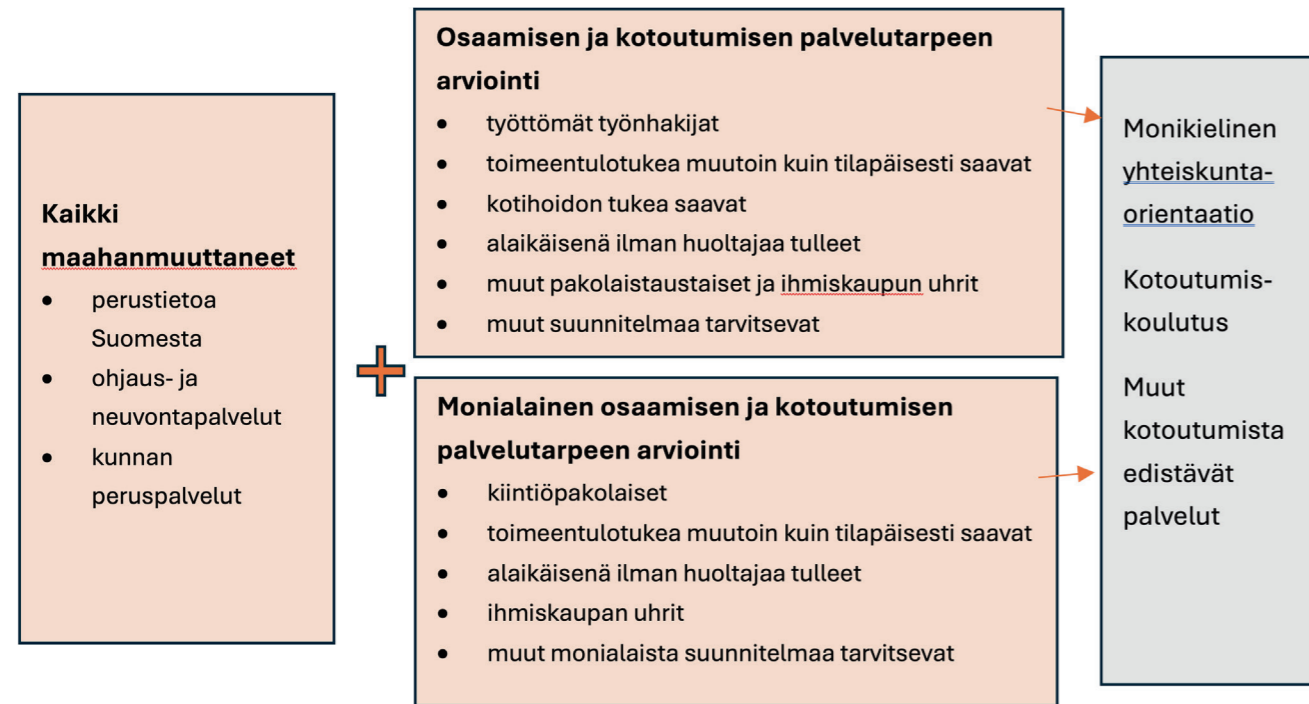 Kaikki
maahanmuuttaneet
• perustietoa
Suomesta
• ohjaus- ja
neuvontapalvelut
• kunnan
peruspalvelut
Osaamisen ja kotoutumisen palvelutarpeen
arviointi
• työttömät työnhakijat
• toimeentulotukea muutoin kuin tilapäisesti saavat
• kotihoidon tukea saavat
• alaikäisenä ilman huoltajaa tulleet
• muut pakolaistaustaiset ja ihmiskaupun uhrit
• muut suunnitelmaa tarvitsevat
Monialainen osaamisen ja kotoutumisen
palvelutarpeen arviointi
• kiintiöpakolaiset
• toimeentulotukea muutoin kuin tilapäisesti saavat
• alaikäisenä ilman huoltajaa tulleet
• ihmiskaupan uhrit
• muut monialaista suunnitelmaa tarvitsevat
Monikielinen
yhteiskunta-
orientaatio
Kotoutumis-
koulutus
Muut
kotoutumista
edistävät
palvelut